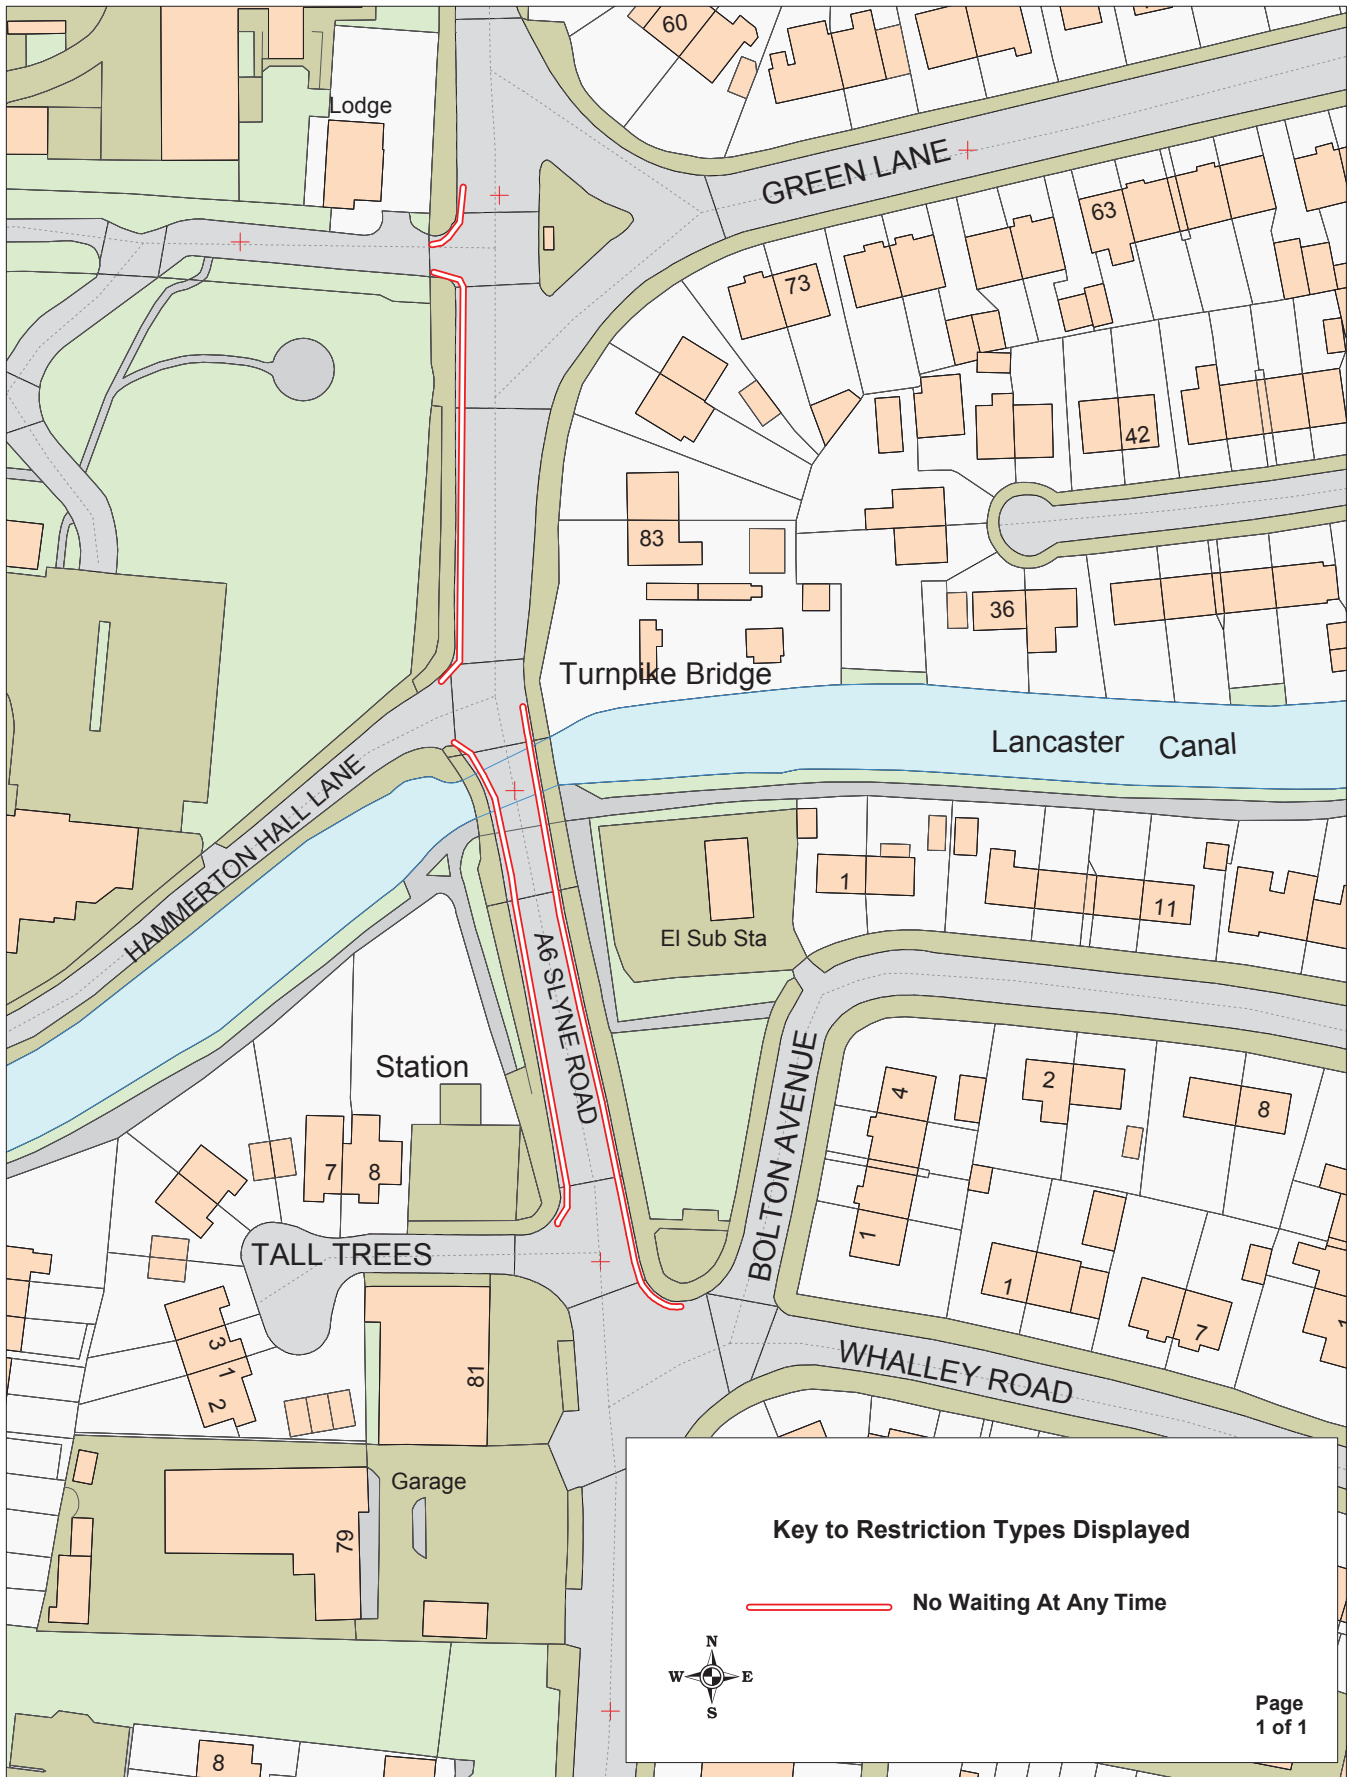 60
Lodge
GREEN LANE
63
73
42
83
36
Turnpike Bridge
Lancaster Canal
HAMMERTON HALL LANE
1
11
El Sub Sta
A6 SLYNE ROAD
Station
BOLTON AVENUE
4
2
8
7
8
1
TALL TREES
1
7
1
3
1
2
81
WHALLEY ROAD
Garage
79
Key to Restriction Types Displayed
No Waiting At Any Time
N
W E
S
Page
1 of 1
8